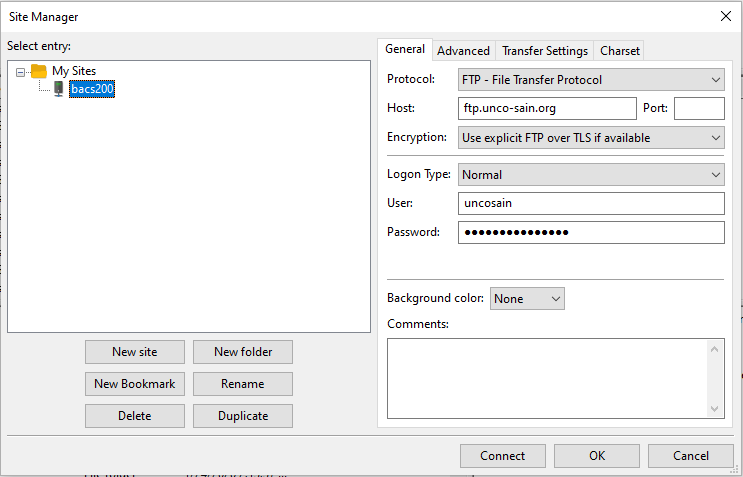 Site Manager
Select entry:
My Sites
bacs200
New site
New folder
New Bookmark
Rename
Delete
Duplicate
General
Advanced
Transfer Settings
Charset
Protocol:
FTP - File Transfer Protocol
Host:
ftp.unco-sain.org
Port:
Encryption:
Use explicit FTP over TLS if available
Logon Type:
Normal
User:
uncosain
Password:
●●●●●●●●●●●●●●●
Background color:
None
Comments:
Connect
OK
Cancel